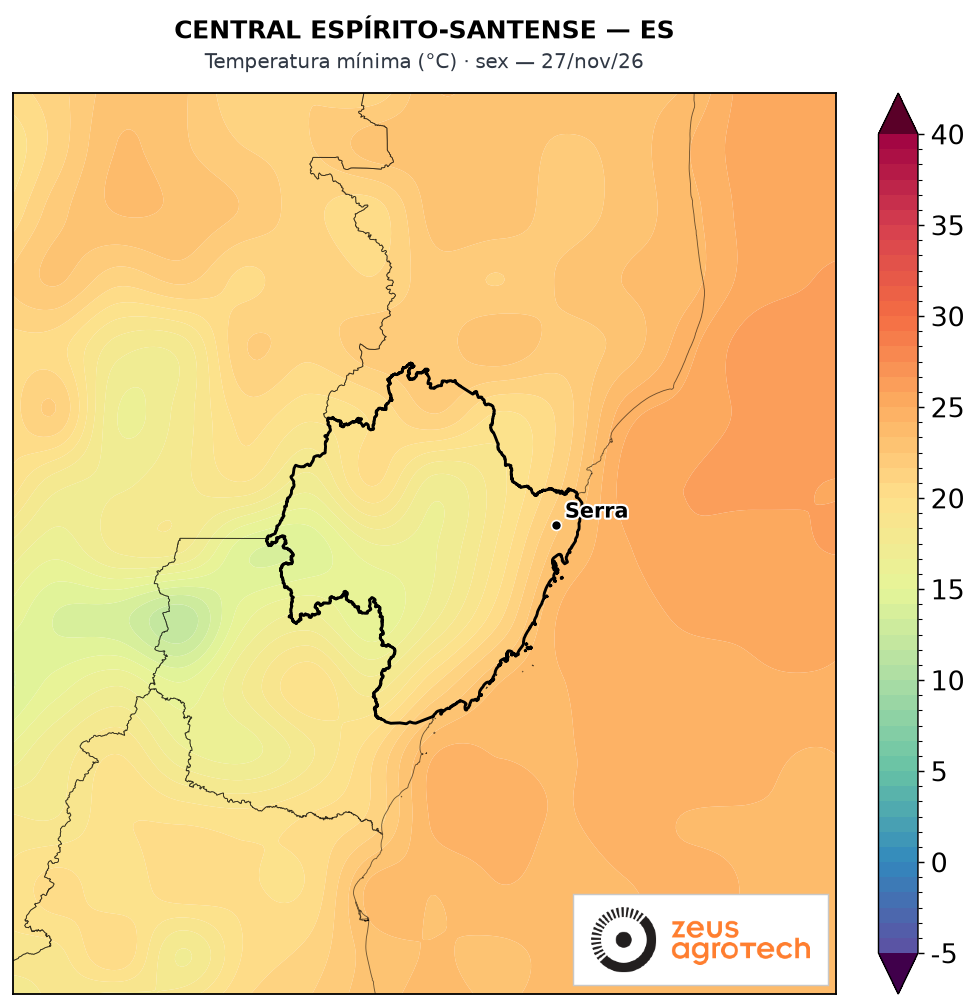 CENTRAL ESPÍRITO-SANTENSE — ES
Temperatura mínima (°C) · sex — 27/nov/26
40
35
30
25
20
15
10
5
0
-5
Serra
zeus
agrotech